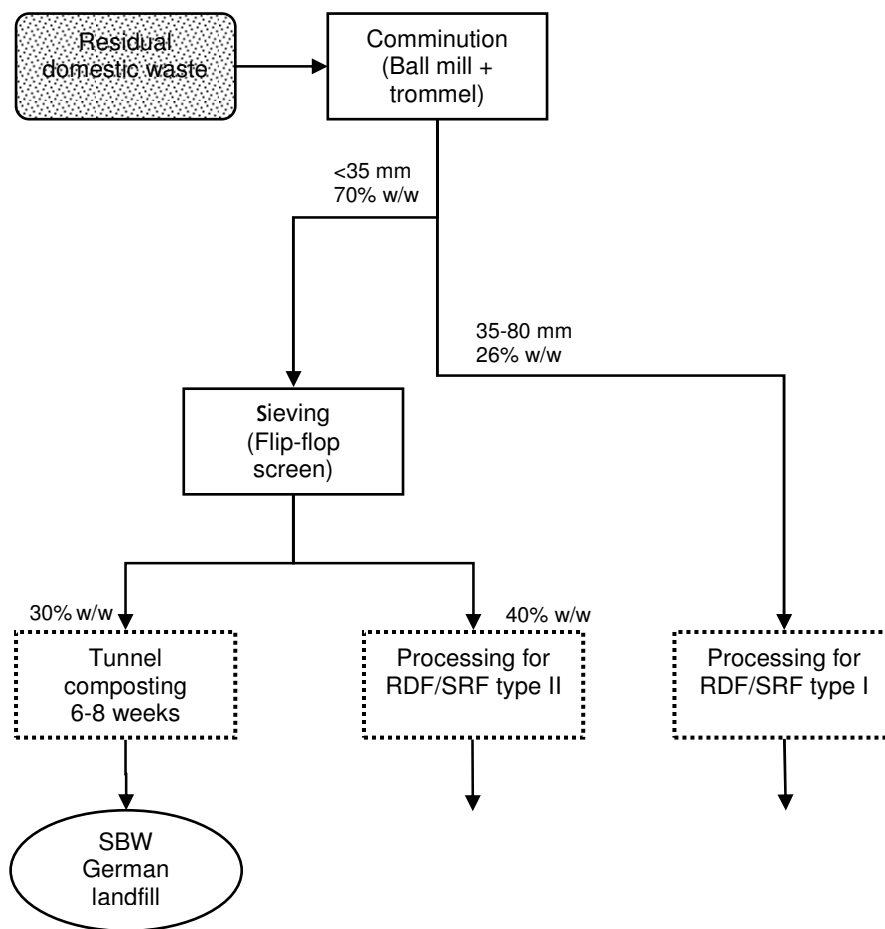 Residual
domestic waste
Comminution
(Ball mill +
trommel)
<35 mm
70% w/w
35-80 mm
26% w/w
Sieving
(Flip-flop
screen)
30% w/w
40% w/w
Tunnel
composting
6-8 weeks
Processing for
RDF/SRF type II
Processing for
RDF/SRF type I
SBW
German
landfill